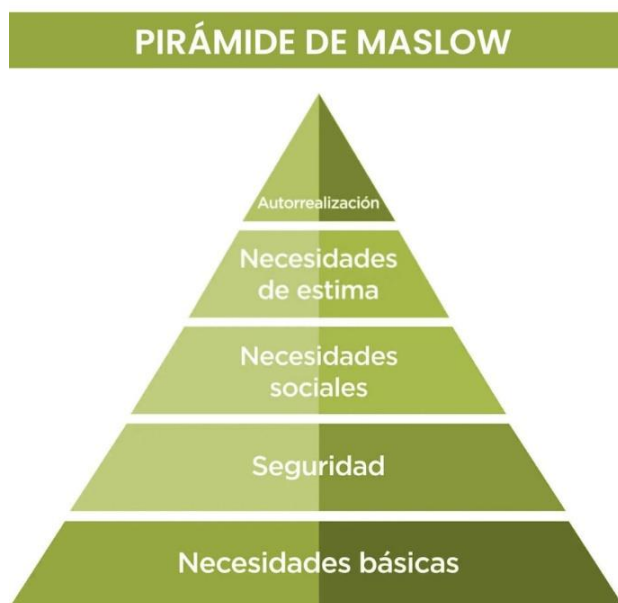 PIRÁMIDE DE MASLOW
Autorrealización
Necesidades
de estima
Necesidades
sociales
Seguridad
Necesidades básicas